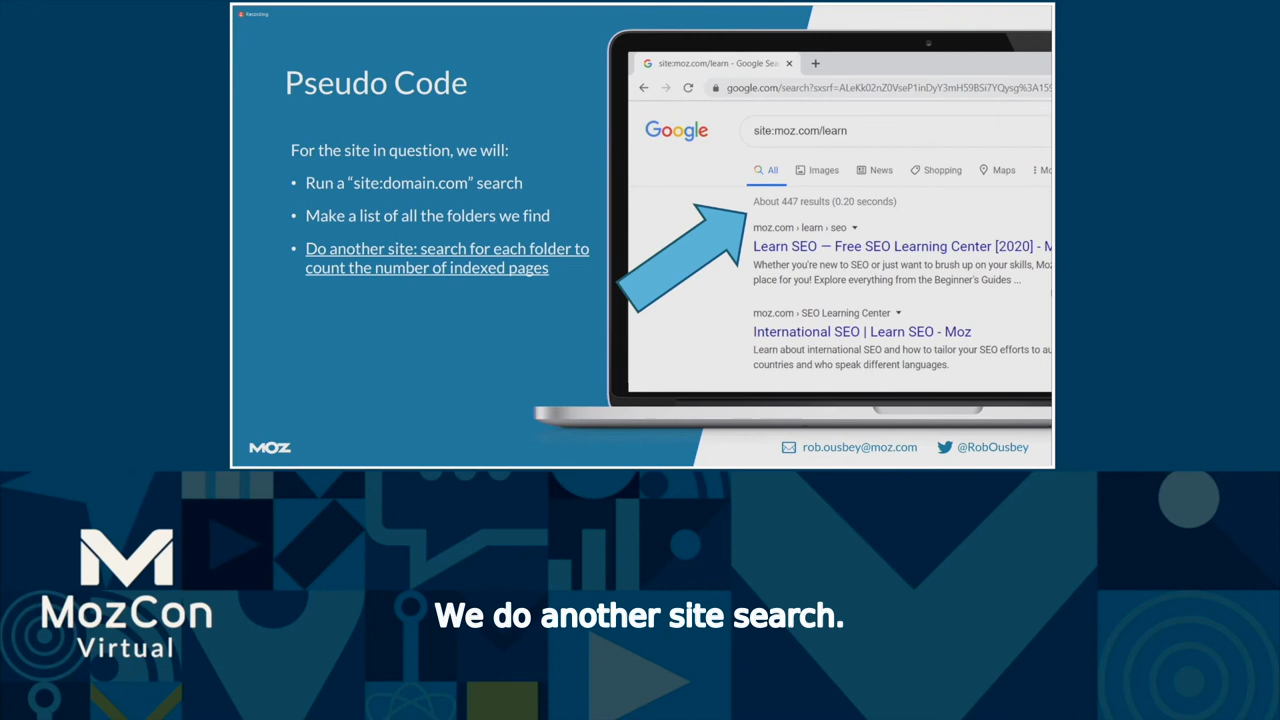 Recording
Pseudo Code
For the site in question, we will:
• Run a “site:domain.com” search
• Make a list of all the folders we find
• Do another site: search for each folder to
count the number of indexed pages
MOZ
site:moz.com/learn - Google Sea
google.com/search?sxsrf=ALeKk02nZ0VseP1inDyY3mH59BSi7YQysg%3A159
Google
site:moz.com/learn
All Images News Shopping Maps Mo
About 447 results (0.20 seconds)
moz.com › learn › seo
Learn SEO — Free SEO Learning Center [2020] - M
Whether you're new to SEO or just want to brush up on your skills, Mo
place for you! Explore everything from the Beginner's Guides ...
moz.com › SEO Learning Center
International SEO | Learn SEO - Moz
Learn about international SEO and how to tailor your SEO efforts to au
countries and who speak different languages.
rob.ousbey@moz.com @RobOusbey
M
MozCon
Virtual
We do another site search.